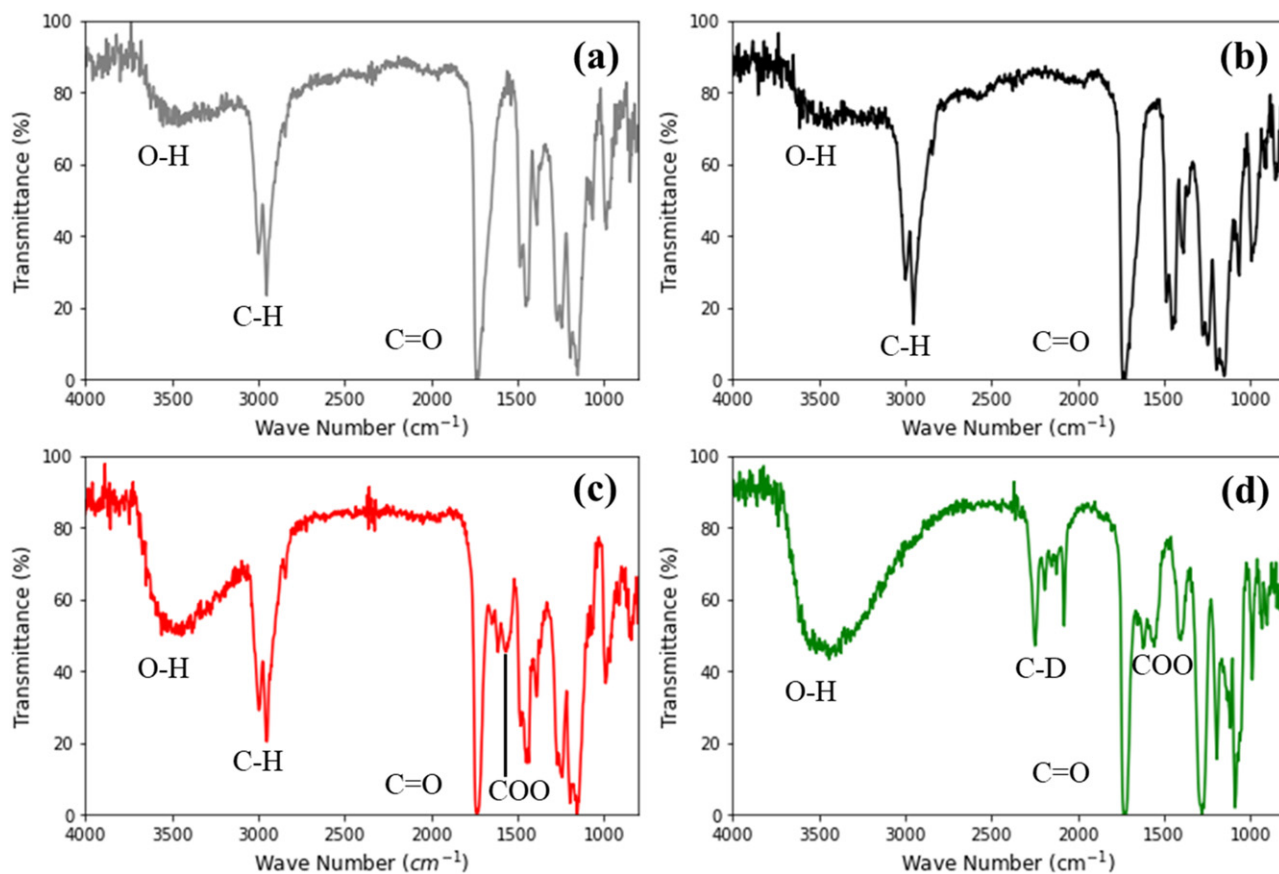 (a)
100
80
60
40
20
0
Transmittance (%)
O-H
C-H
C=O
4000 3500 3000 2500 2000 1500 1000
Wave Number (cm⁻¹)
(b)
100
80
60
40
20
0
Transmittance (%)
O-H
C-H
C=O
4000 3500 3000 2500 2000 1500 1000
Wave Number (cm⁻¹)
(c)
100
80
60
40
20
0
Transmittance (%)
O-H
C-H
C=O COO
4000 3500 3000 2500 2000 1500 1000
Wave Number (cm⁻¹)
(d)
100
80
60
40
20
0
Transmittance (%)
O-H
C-D COO
C=O
4000 3500 3000 2500 2000 1500 1000
Wave Number (cm⁻¹)